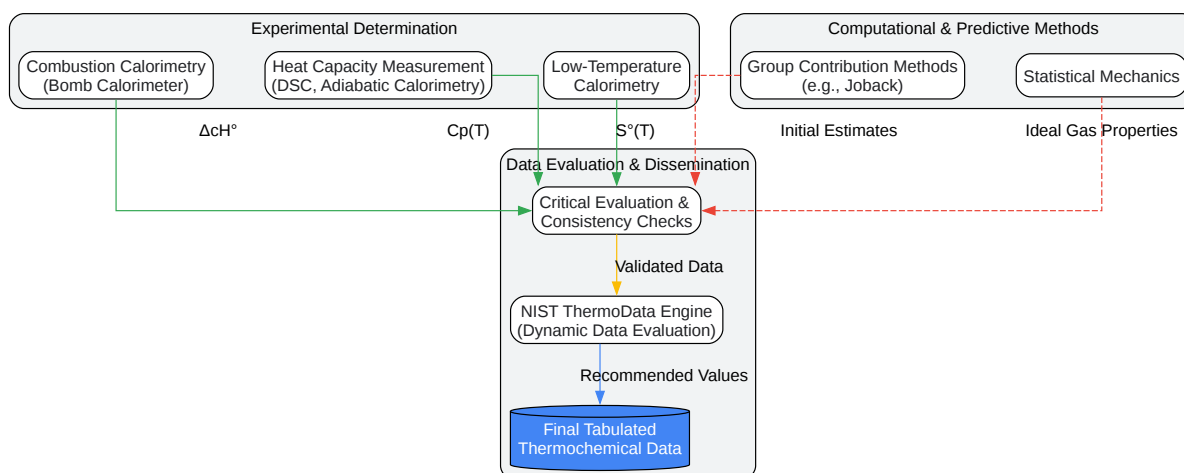 Experimental Determination
Computational & Predictive Methods
Combustion Calorimetry
(Bomb Calorimeter)
Heat Capacity Measurement
(DSC, Adiabatic Calorimetry)
Low-Temperature
Calorimetry
Group Contribution Methods
(e.g., Joback)
Statistical Mechanics
ΔcH°
Cp(T)
S°(T)
Initial Estimates
Ideal Gas Properties
Data Evaluation & Dissemination
Critical Evaluation &
Consistency Checks
Validated Data
NIST ThermoData Engine
(Dynamic Data Evaluation)
Recommended Values
Final Tabulated
Thermochemical Data